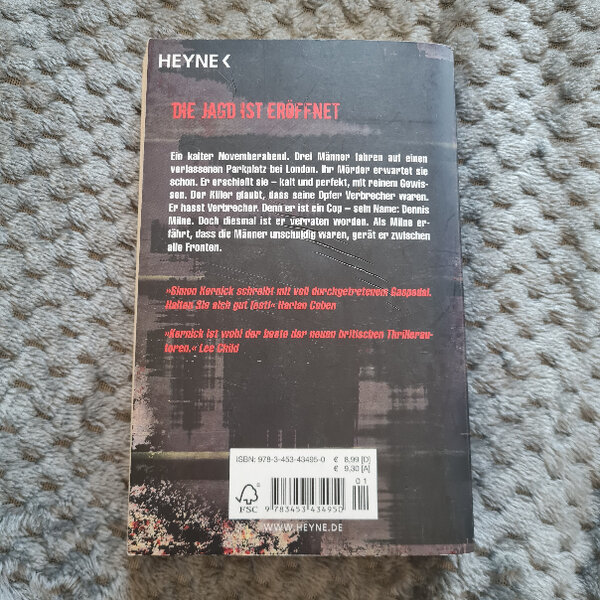 HEYNE<
DIE JAGD IST ERÖFFNET
Ein kalter Novemberabend. Drei Männer fahren auf einen
verlassenen Parkplatz bei London. Ihr Mörder erwartet sie
schon. Er erschießt sie – kalt und perfekt, mit reinem Gewis-
sen. Der Killer glaubt, dass seine Opfer Verbrecher waren.
Er hasst Verbrecher. Denn er ist ein Cop – sein Name: Dennis
Milne. Doch diesmal ist er verraten worden. Als Milne er-
fährt, dass die Männer unschuldig waren, gerät er zwischen
alle Fronten.
»Simon Kernick schreibt mit voll durchgetretenem Gaspedal.
Halten Sie sich gut fest!« Harlan Coben
»Kernick ist wohl der beste der neuen britischen Thrillerau-
toren.« Lee Child
ISBN: 978-3-453-43495-0 € 8,99 [D]
€ 9,30 [A]
01
FSC
9 783453 434950
WWW.HEYNE.DE